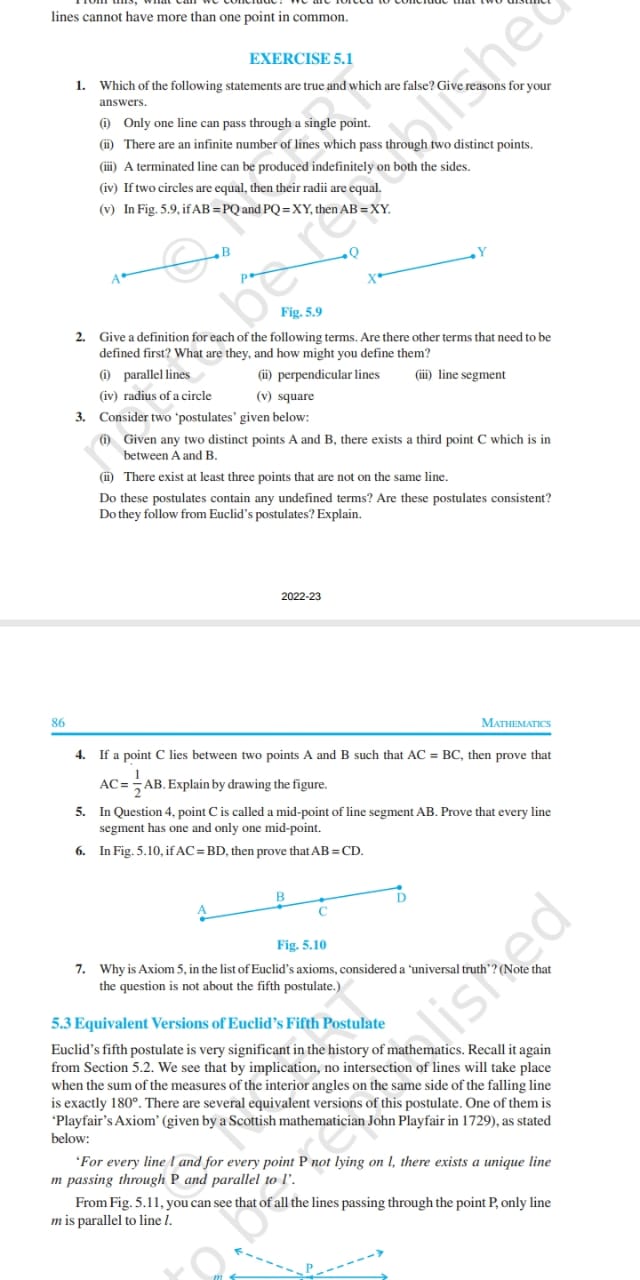 lines cannot have more than one point in common.
EXERCISE 5.1
1. Which of the following statements are true and which are false? Give reasons for your
answers.
(i) Only one line can pass through a single point.
(ii) There are an infinite number of lines which pass through two distinct points.
(iii) A terminated line can be produced indefinitely on both the sides.
(iv) If two circles are equal, then their radii are equal.
(v) In Fig. 5.9, if AB = PQ and PQ = XY, then AB = XY.
A B P Q X Y
Fig. 5.9
2. Give a definition for each of the following terms. Are there other terms that need to be
defined first? What are they, and how might you define them?
(i) parallel lines (ii) perpendicular lines (iii) line segment
(iv) radius of a circle (v) square
3. Consider two ‘postulates’ given below:
(i) Given any two distinct points A and B, there exists a third point C which is in
between A and B.
(ii) There exist at least three points that are not on the same line.
Do these postulates contain any undefined terms? Are these postulates consistent?
Do they follow from Euclid’s postulates? Explain.
2022-23
86 MATHEMATICS
4. If a point C lies between two points A and B such that AC = BC, then prove that
AC = 1/2 AB. Explain by drawing the figure.
5. In Question 4, point C is called a mid-point of line segment AB. Prove that every line
segment has one and only one mid-point.
6. In Fig. 5.10, if AC = BD, then prove that AB = CD.
A B C D
Fig. 5.10
7. Why is Axiom 5, in the list of Euclid’s axioms, considered a ‘universal truth’? (Note that
the question is not about the fifth postulate.)
5.3 Equivalent Versions of Euclid’s Fifth Postulate
Euclid’s fifth postulate is very significant in the history of mathematics. Recall it again
from Section 5.2. We see that by implication, no intersection of lines will take place
when the sum of the measures of the interior angles on the same side of the falling line
is exactly 180°. There are several equivalent versions of this postulate. One of them is
‘Playfair’s Axiom’ (given by a Scottish mathematician John Playfair in 1729), as stated
below:
‘For every line l and for every point P not lying on l, there exists a unique line
m passing through P and parallel to l’.
From Fig. 5.11, you can see that of all the lines passing through the point P, only line
m is parallel to line l.
P
m
© NCERT
not to be republished
© NCERT
to be republished